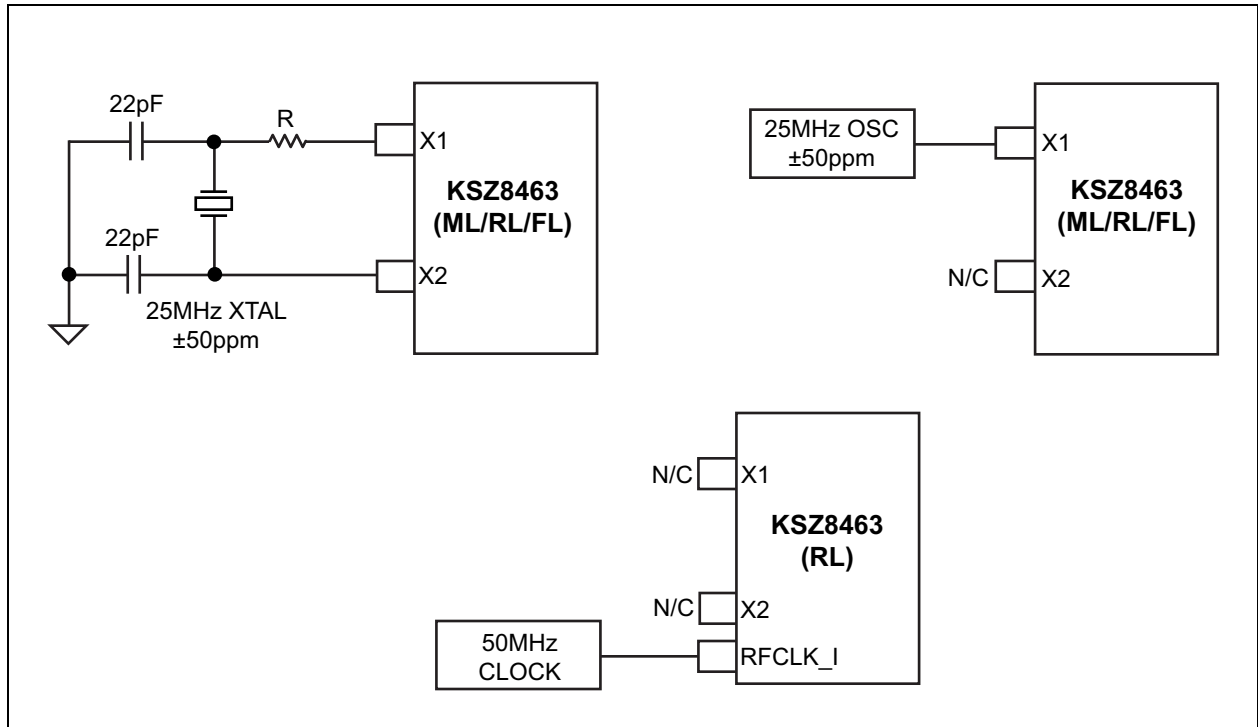 22pF
R
X1
KSZ8463
(ML/RL/FL)
22pF
X2
25MHz XTAL
±50ppm
25MHz OSC
±50ppm
X1
KSZ8463
(ML/RL/FL)
N/C
X2
N/C
X1
KSZ8463
(RL)
N/C
X2
50MHz
CLOCK
RFCLK_I